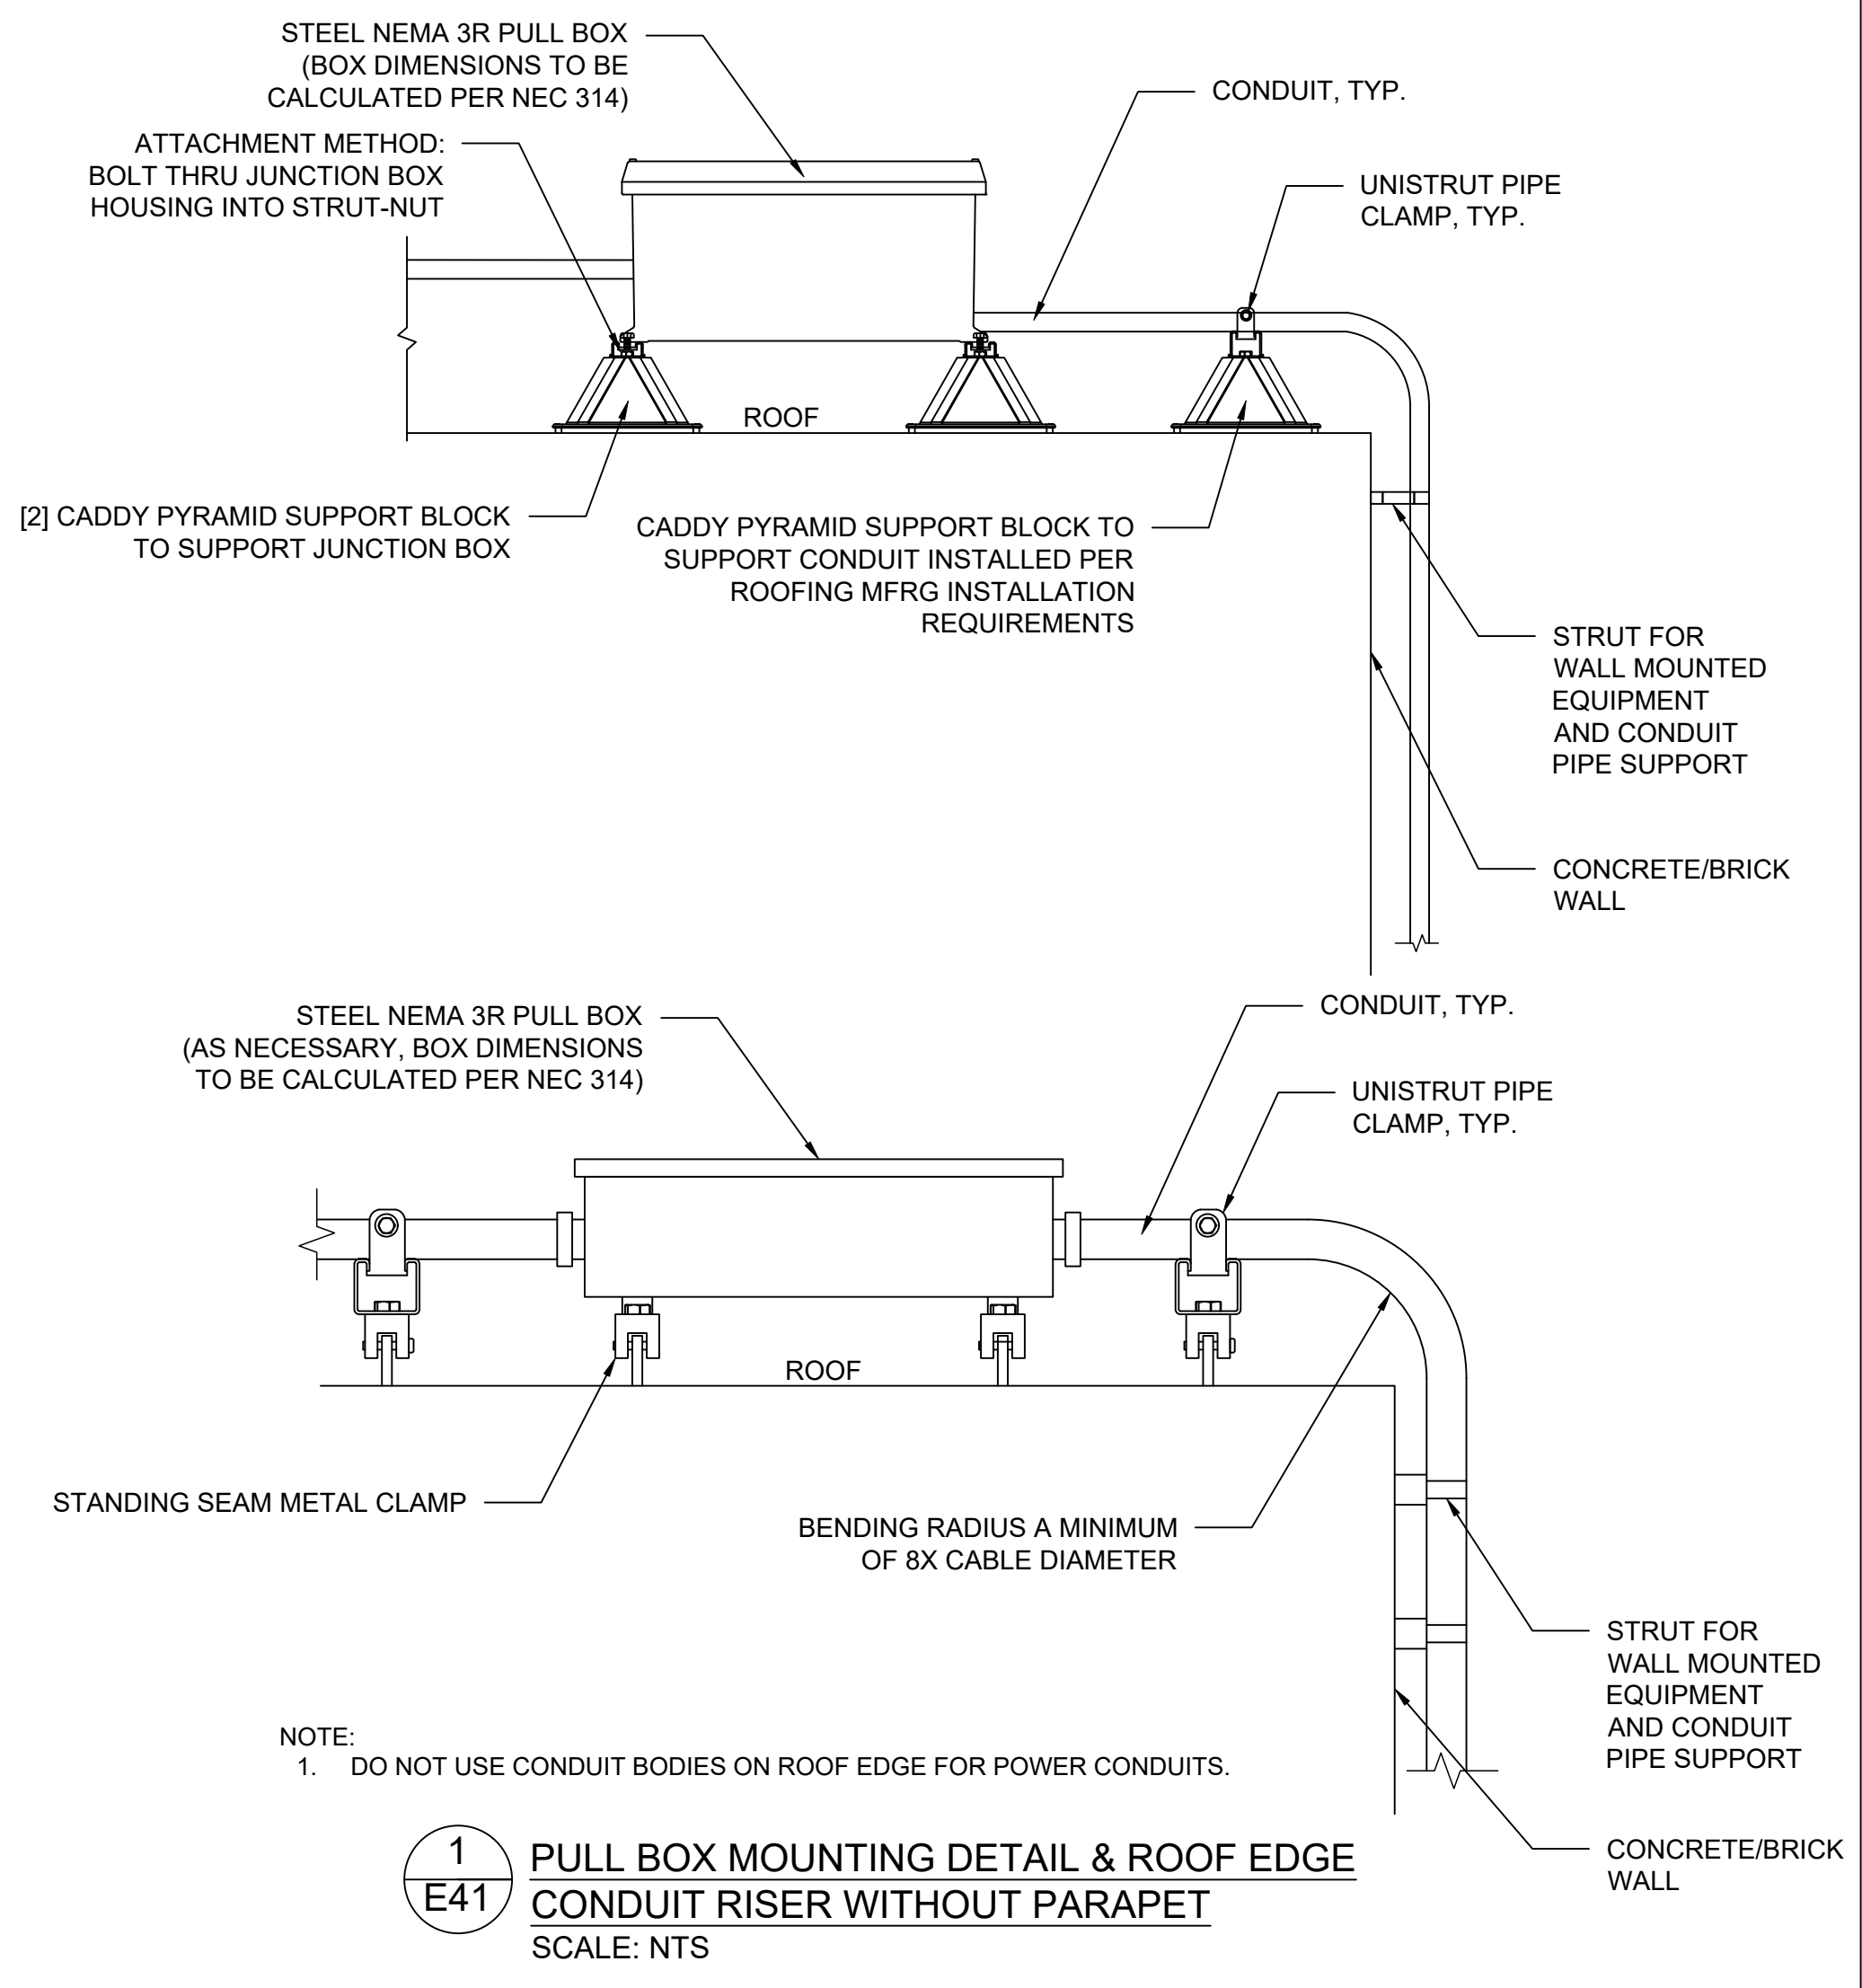 STEEL NEMA 3R PULL BOX
(BOX DIMENSIONS TO BE
CALCULATED PER NEC 314)
CONDUIT, TYP.
ATTACHMENT METHOD:
BOLT THRU JUNCTION BOX
HOUSING INTO STRUT-NUT
UNISTRUT PIPE
CLAMP, TYP.
ROOF
[2] CADDY PYRAMID SUPPORT BLOCK
TO SUPPORT JUNCTION BOX
CADDY PYRAMID SUPPORT BLOCK TO
SUPPORT CONDUIT INSTALLED PER
ROOFING MFRG INSTALLATION
REQUIREMENTS
STRUT FOR
WALL MOUNTED
EQUIPMENT
AND CONDUIT
PIPE SUPPORT
CONCRETE/BRICK
WALL
STEEL NEMA 3R PULL BOX
(AS NECESSARY, BOX DIMENSIONS
TO BE CALCULATED PER NEC 314)
CONDUIT, TYP.
UNISTRUT PIPE
CLAMP, TYP.
ROOF
STANDING SEAM METAL CLAMP
BENDING RADIUS A MINIMUM
OF 8X CABLE DIAMETER
STRUT FOR
WALL MOUNTED
EQUIPMENT
AND CONDUIT
PIPE SUPPORT
CONCRETE/BRICK
WALL
NOTE:
1. DO NOT USE CONDUIT BODIES ON ROOF EDGE FOR POWER CONDUITS.
1
E41
PULL BOX MOUNTING DETAIL & ROOF EDGE
CONDUIT RISER WITHOUT PARAPET
SCALE: NTS